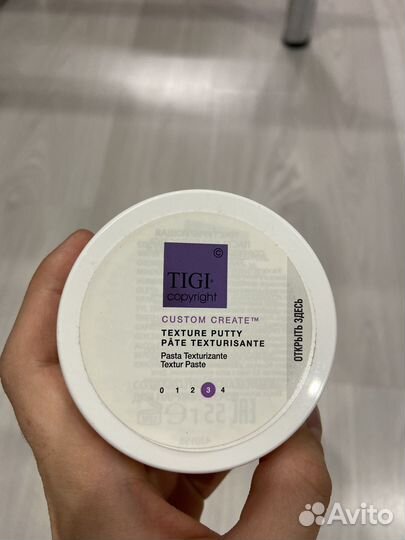 ©
TIGI®
copyright
CUSTOM CREATE™
TEXTURE PUTTY
PÂTE TEXTURISANTE
Pasta Texturizante
Textur Paste
0 1 2 3 4
ОТКРЫТЬ ЗДЕСЬ
Avito